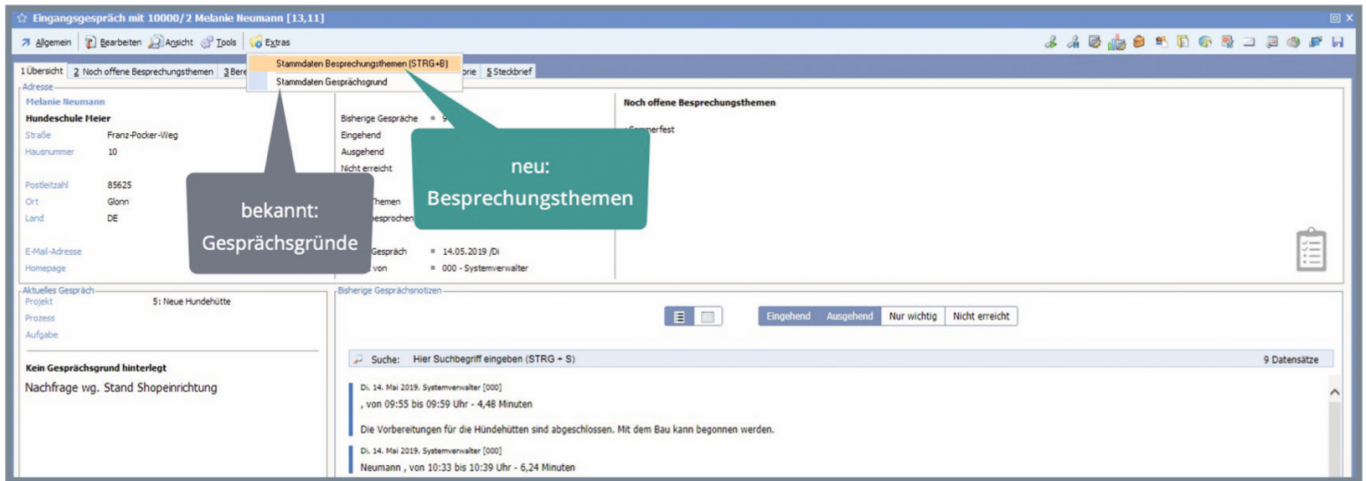 Eingangsgespräch mit 10000/2 Melanie Neumann [13,11]
Allgemein Bearbeiten Ansicht Tools Extras
Stammdaten Besprechungsthemen (STRG+B)
Stammdaten Gesprächsgrund
1 Übersicht 2 Noch offene Besprechungsthemen 5 Steckbrief
Adresse
Melanie Neumann
Hundeschule Meier
Straße Franz-Pocker-Weg
Hausnummer 10
Postleitzahl 85625
Ort Glonn
Land DE
E-Mail-Adresse
Homepage
Bisherige Gespräche = 9
Eingehend
Ausgehend
Nicht erreicht
Themen
besprochen
Gespräch = 14.05.2019 /Di
von = 000 - Systemverwalter
Noch offene Besprechungsthemen
bekannt:
Gesprächsgründe
neu:
Besprechungsthemen
Aktuelles Gespräch
Projekt 5: Neue Hundehütte
Prozess
Aufgabe
Kein Gesprächsgrund hinterlegt
Nachfrage wg. Stand Shopeinrichtung
Bisherige Gesprächsnotizen
Eingehend Ausgehend Nur wichtig Nicht erreicht
Suche: Hier Suchbegriff eingeben (STRG + S) 9 Datensätze
Di, 14. Mai 2019, Systemverwalter [000]
, von 09:55 bis 09:59 Uhr - 4,48 Minuten
Die Vorbereitungen für die Hündehütten sind abgeschlossen. Mit dem Bau kann begonnen werden.
Di, 14. Mai 2019, Systemverwalter [000]
Neumann , von 10:33 bis 10:39 Uhr - 6,24 Minuten